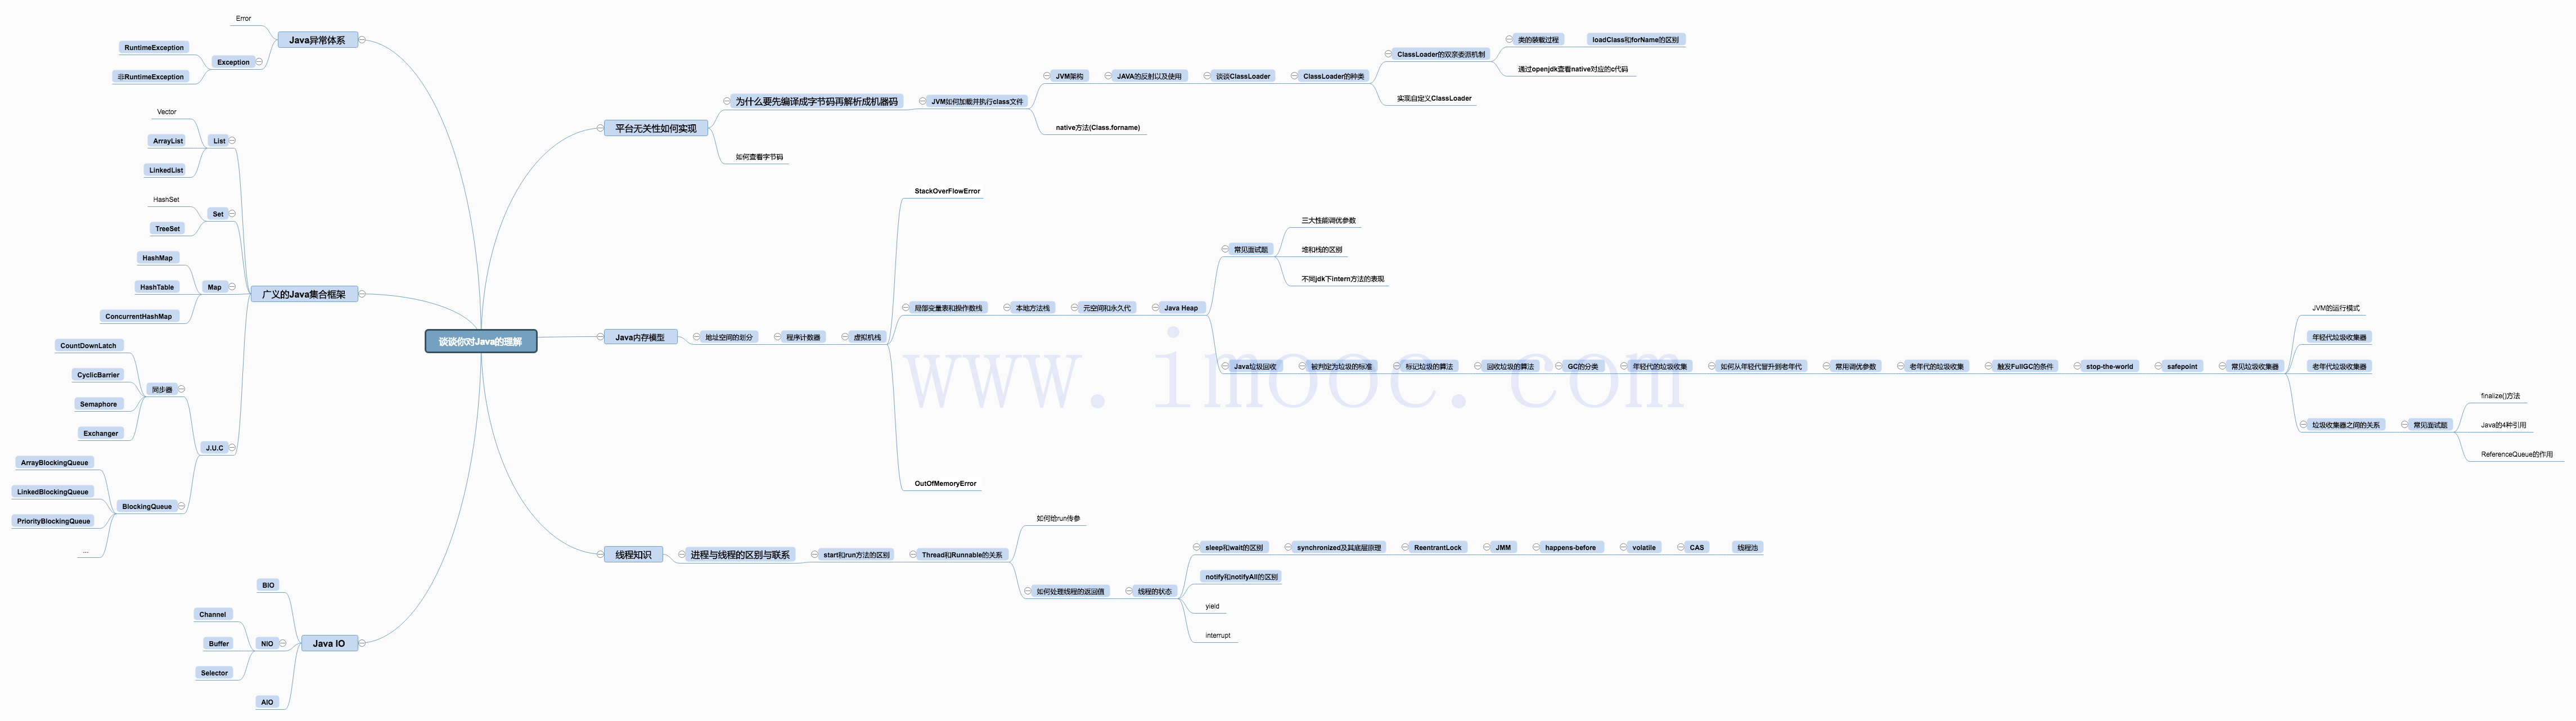 谈谈你对Java的理解
Java异常体系
Error
Exception
RuntimeException
非RuntimeException
广义的Java集合框架
List
Vector
ArrayList
LinkedList
Set
HashSet
TreeSet
Map
HashMap
HashTable
ConcurrentHashMap
J.U.C
同步器
CountDownLatch
CyclicBarrier
Semaphore
Exchanger
BlockingQueue
ArrayBlockingQueue
LinkedBlockingQueue
PriorityBlockingQueue
...
Java IO
BIO
NIO
Channel
Buffer
Selector
AIO
平台无关性如何实现
为什么要先编译成字节码再解析成机器码
JVM如何加载并执行class文件
JVM架构
JAVA的反射以及使用
谈谈ClassLoader
ClassLoader的种类
ClassLoader的双亲委派机制
类的装载过程
loadClass和forName的区别
通过openjdk查看native对应的c代码
实现自定义ClassLoader
native方法(Class.forname)
如何查看字节码
Java内存模型
地址空间的划分
程序计数器
虚拟机栈
StackOverFlowError
局部变量表和操作数栈
本地方法栈
元空间和永久代
Java Heap
常见面试题
三大性能调优参数
堆和栈的区别
不同jdk下intern方法的表现
Java垃圾回收
被判定为垃圾的标准
标记垃圾的算法
回收垃圾的算法
GC的分类
年轻代的垃圾收集
如何从年轻代晋升到老年代
常用调优参数
老年代的垃圾收集
触发FullGC的条件
stop-the-world
safepoint
常见垃圾收集器
JVM的运行模式
年轻代垃圾收集器
老年代垃圾收集器
垃圾收集器之间的关系
常见面试题
finalize()方法
Java的4种引用
ReferenceQueue的作用
OutOfMemoryError
线程知识
进程与线程的区别与联系
start和run方法的区别
Thread和Runnable的关系
如何给run传参
如何处理线程的返回值
线程的状态
sleep和wait的区别
synchronized及其底层原理
ReentrantLock
JMM
happens-before
volatile
CAS
线程池
notify和notifyAll的区别
yield
interrupt
www.imooc.com